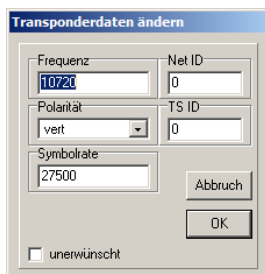 Transponderdaten ändern
Frequenz
10720
Net ID
0
Polarität
vert
TS ID
0
Symbolrate
27500
Abbruch
OK
unerwünscht